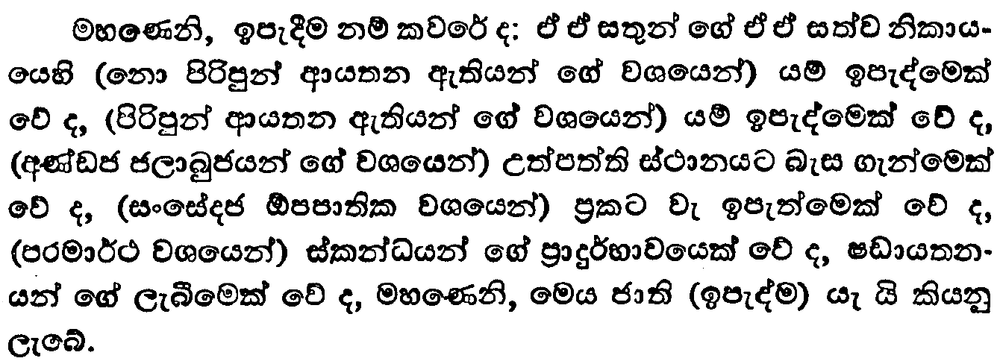 මහණෙනි, ඉපැදීම නම් කවරේ ද: ඒ ඒ සතුන් ගේ ඒ ඒ සත්ව නිකාය-
යෙහි (නො පිරිපුන් ආයතන ඇතියන් ගේ වශයෙන්) යම් ඉපැද්මෙක්
වේ ද, (පිරිපුන් ආයතන ඇතියන් ගේ වශයෙන්) යම් ඉපැද්මෙක් වේ ද,
(අණ්ඩජ ජලාබුජයන් ගේ වශයෙන්) උත්පත්ති ස්ථානයට බැස ගැන්මෙක්
වේ ද, (සංසේදජ ඕපපාතික වශයෙන්) ප්‍රකට වැ ඉපැත්මෙක් වේ ද,
(පරමාර්ථ වශයෙන්) ස්කන්ධයන් ගේ ප්‍රාදුර්භාවයෙක් වේ ද, ෂඩායතන-
යන් ගේ ලැබීමෙක් වේ ද, මහණෙනි, මෙය ජාති (ඉපැද්ම) යැ යි කියනු
ලැබේ.